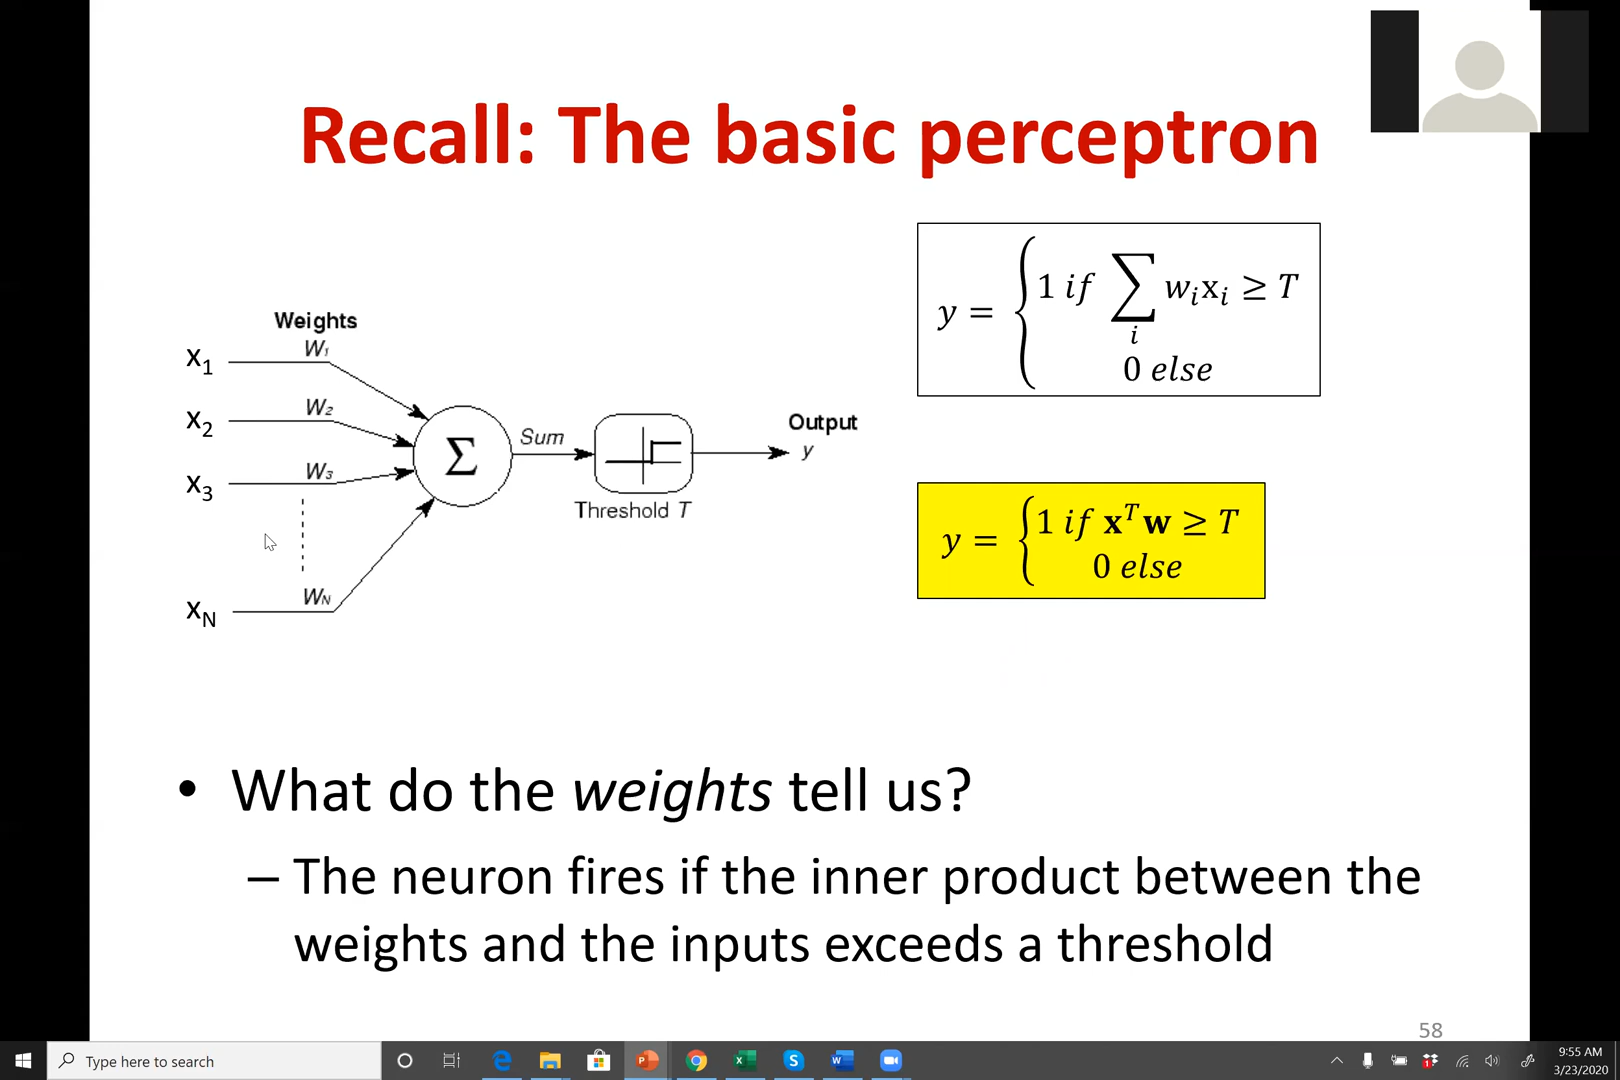 Recall: The basic perceptron
Weights
x1
W1
x2
W2
x3
W3
xN
WN
Σ
Sum
Threshold T
Output
y
y = { 1 if ∑i wixi ≥ T
0 else
y = { 1 if x^T w ≥ T
0 else
• What do the weights tell us?
– The neuron fires if the inner product between the
weights and the inputs exceeds a threshold
58
Type here to search
9:55 AM
3/23/2020